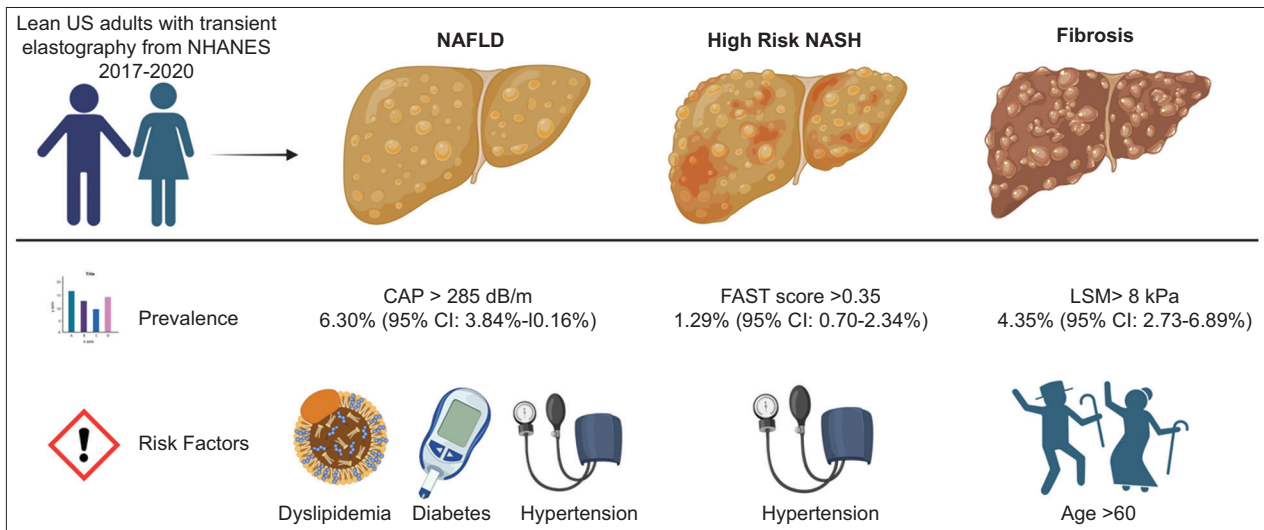 Lean US adults with transient
elastography from NHANES
2017-2020
NAFLD
High Risk NASH
Fibrosis
Title
A
B
C
D
x axis
Prevalence
CAP > 285 dB/m
6.30% (95% CI: 3.84%-l0.16%)
FAST score >0.35
1.29% (95% CI: 0.70-2.34%)
LSM> 8 kPa
4.35% (95% CI: 2.73-6.89%)
Risk Factors
Dyslipidemia
Diabetes
Hypertension
Hypertension
Age >60